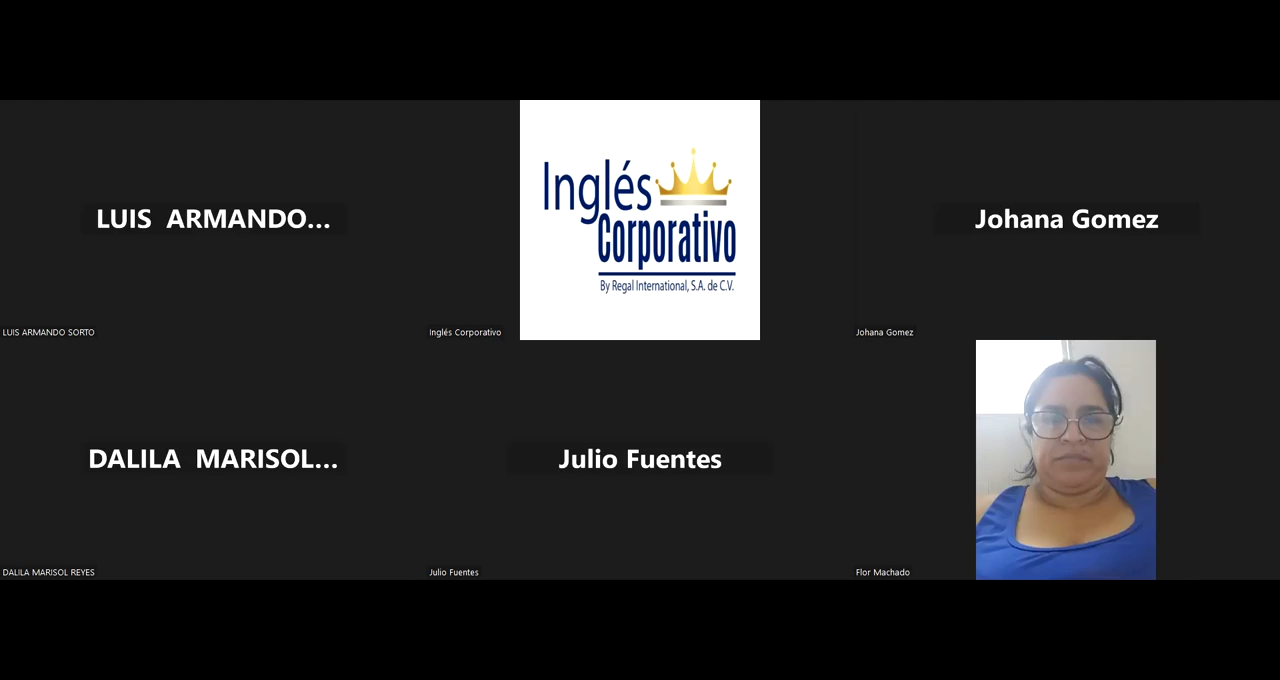 LUIS ARMANDO...
LUIS ARMANDO SORTO
Inglés
Corporativo
By Regal International, S.A. de C.V.
Inglés Corporativo
Johana Gomez
Johana Gomez
DALILA MARISOL...
DALILA MARISOL REYES
Julio Fuentes
Julio Fuentes
Flor Machado